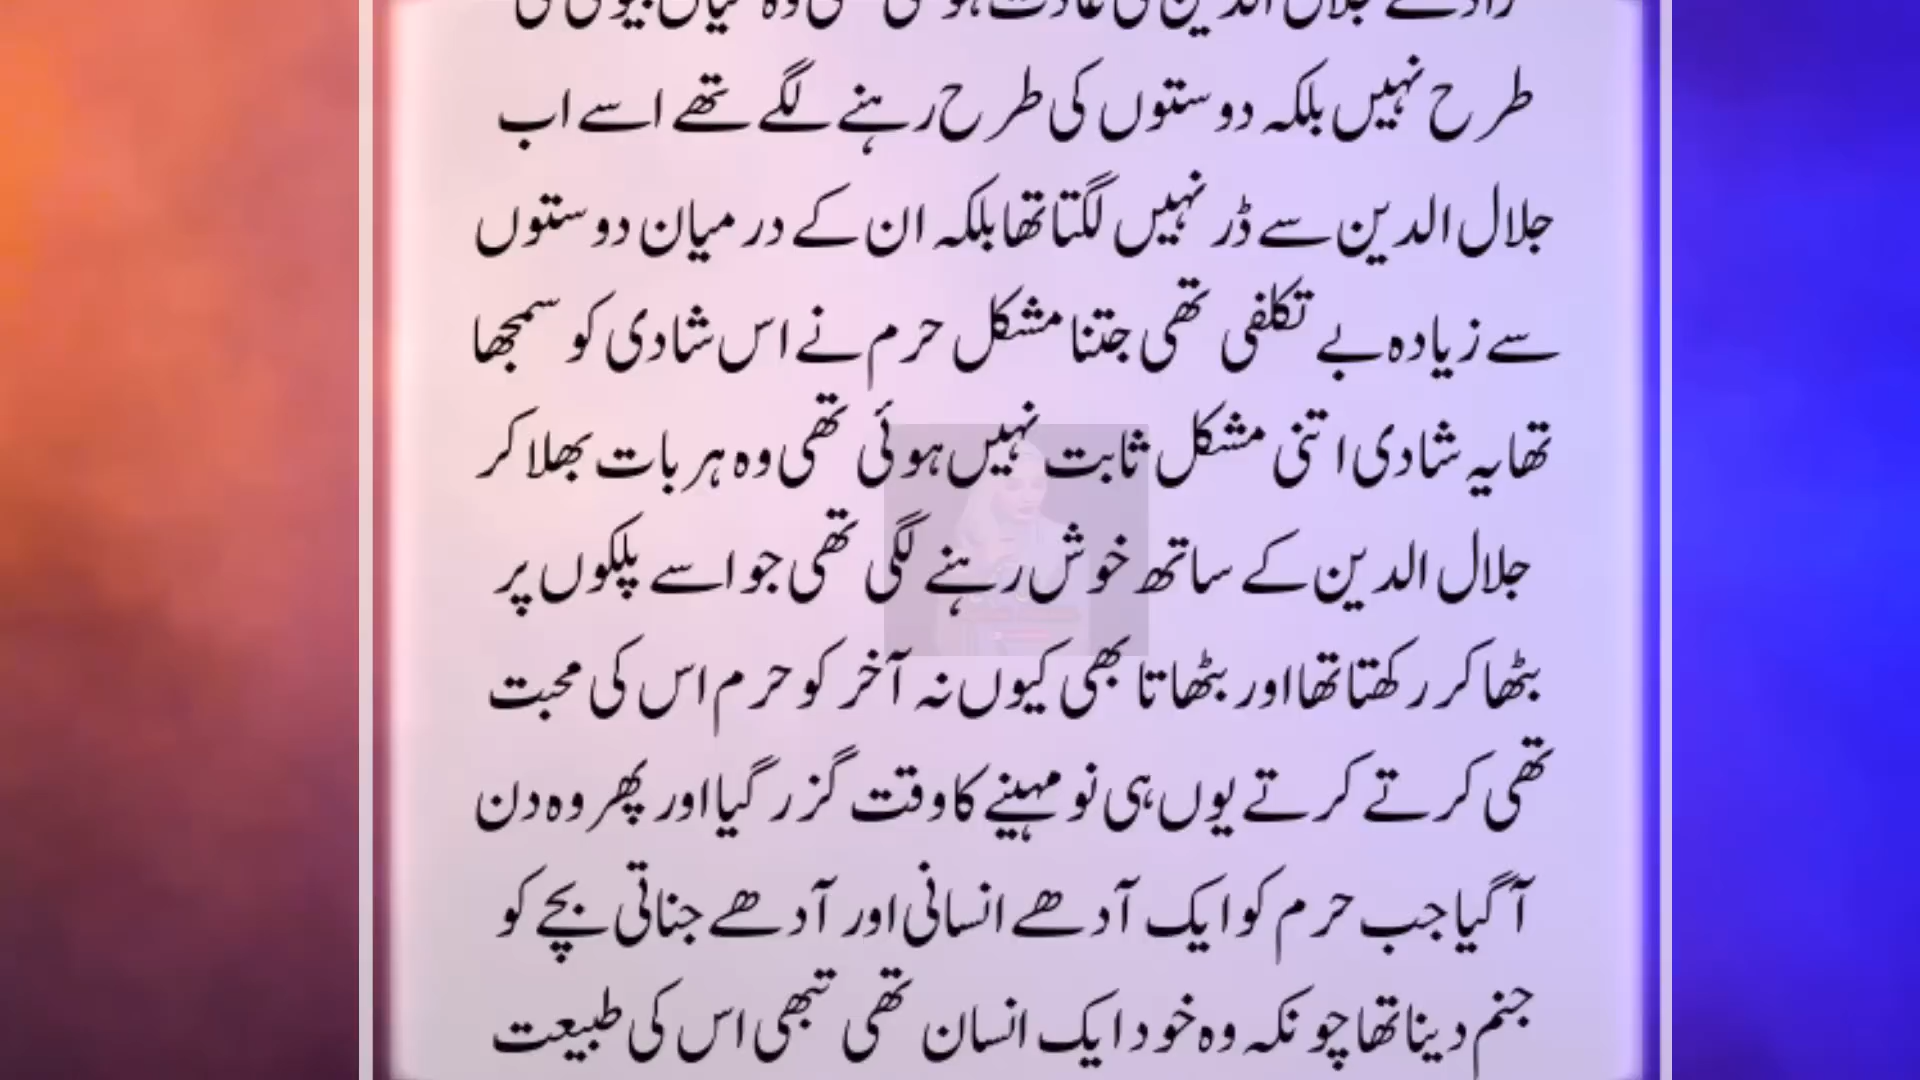 جلال الدین کی عادت ہو
طرح نہیں بلکہ دوستوں کی طرح رہنے لگے تھے اسے اب
جلال الدین سے ڈر نہیں لگتا تھا بلکہ ان کے درمیان دوستوں
سے زیادہ بے تکلفی تھی جتنا مشکل حرم نے اس شادی کو سمجھا
تھا یہ شادی اتنی مشکل ثابت نہیں ہوئی تھی وہ ہر بات بھلا کر
جلال الدین کے ساتھ خوش رہنے لگی تھی جو اسے پلکوں پر
بٹھا کر رکھتا تھا اور بٹھاتا بھی کیوں نہ آخر کو حرم اس کی محبت
تھی کرتے کرتے یوں ہی نو مہینے کا وقت گزر گیا اور پھر وہ دن
آگیا جب حرم کو ایک آدھے انسانی اور آدھے جناتی بچے کو
جنم دینا تھا چونکہ وہ خود ایک انسان تھی تبھی اس کی طبیعت